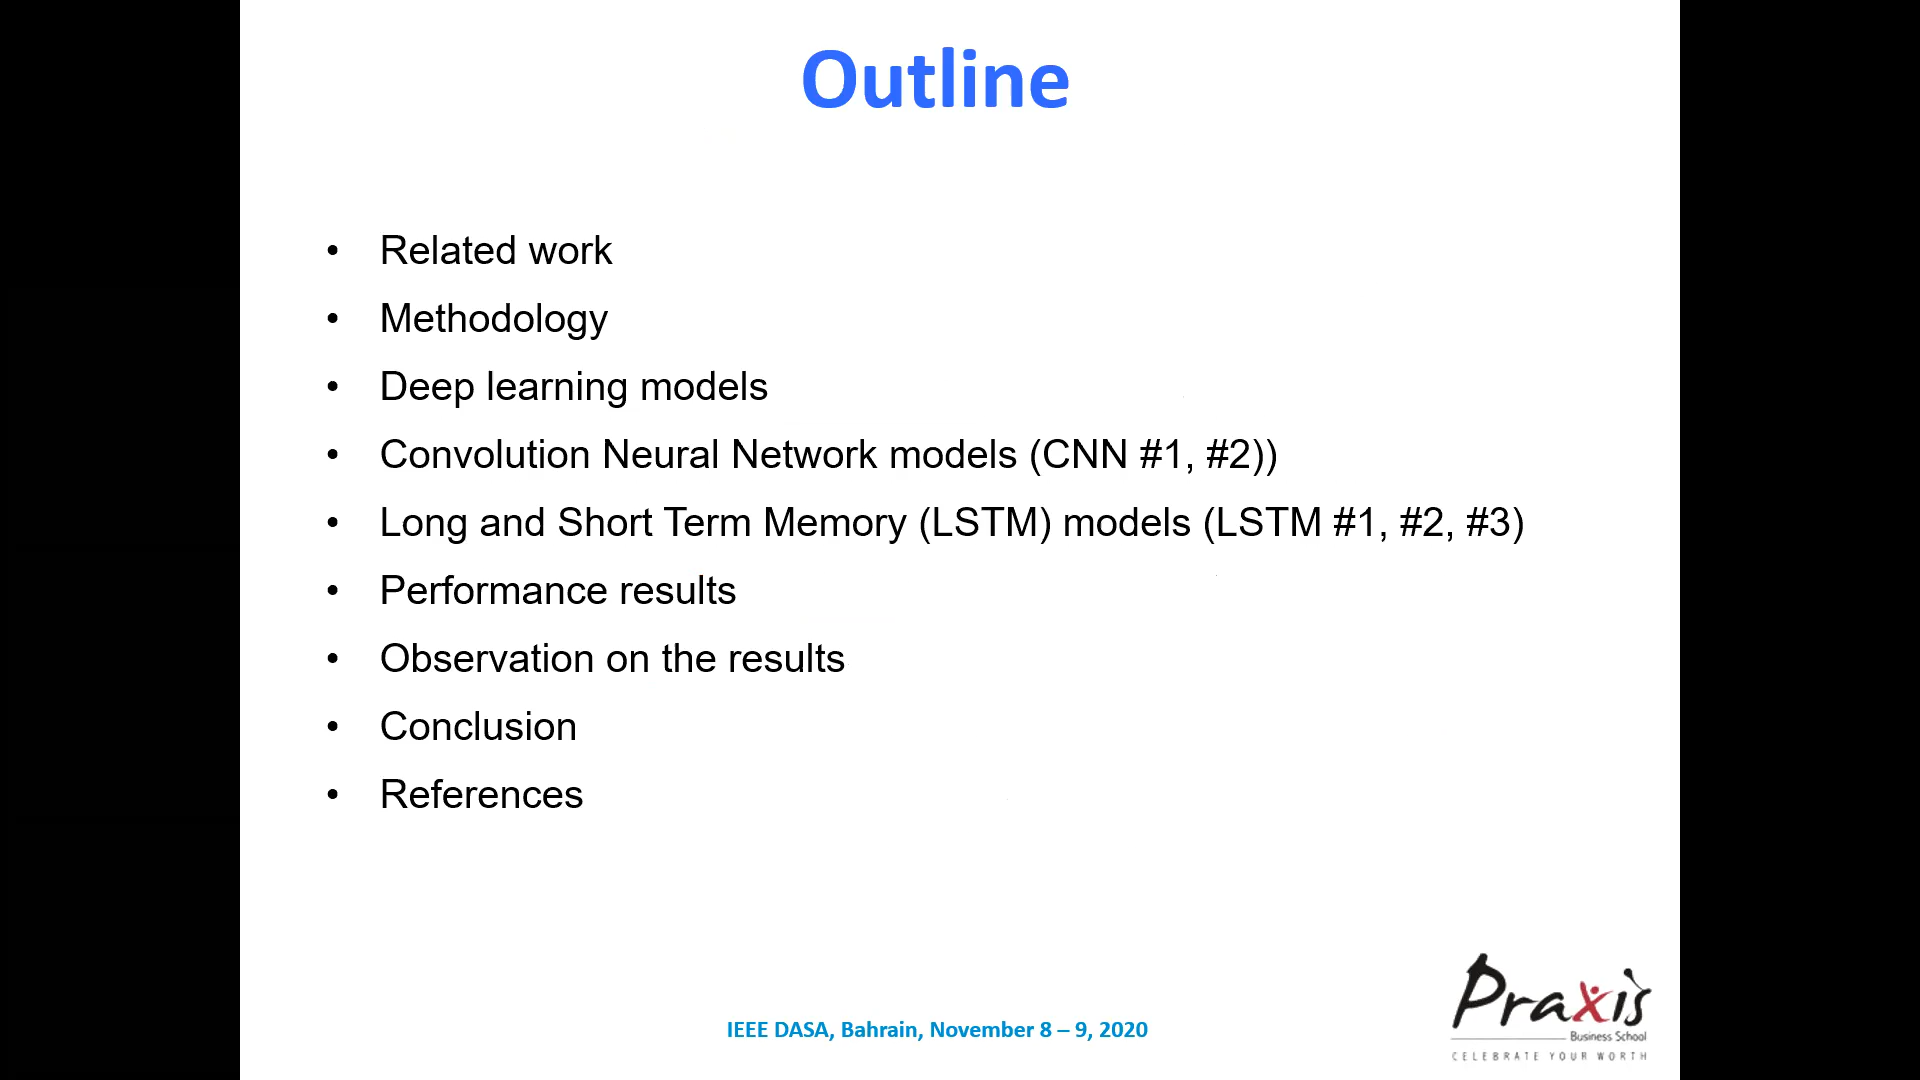 Outline
• Related work
• Methodology
• Deep learning models
• Convolution Neural Network models (CNN #1, #2))
• Long and Short Term Memory (LSTM) models (LSTM #1, #2, #3)
• Performance results
• Observation on the results
• Conclusion
• References
IEEE DASA, Bahrain, November 8 – 9, 2020
Praxis
Business School
CELEBRATE YOUR WORTH